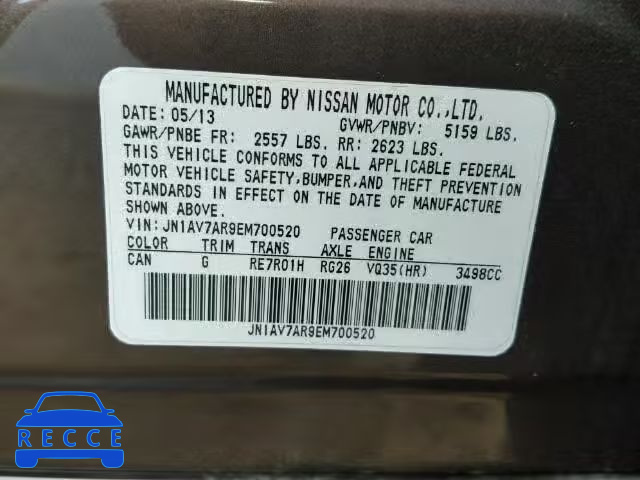 MANUFACTURED BY NISSAN MOTOR CO.,LTD.
DATE: 05/13 GVWR/PNBV: 5159 LBS.
GAWR/PNBE FR: 2557 LBS. RR: 2623 LBS.
THIS VEHICLE CONFORMS TO ALL APPLICABLE FEDERAL
MOTOR VEHICLE SAFETY,BUMPER,AND THEFT PREVENTION
STANDARDS IN EFFECT ON THE DATE OF MANUFACTURE
SHOWN ABOVE.
VIN:JN1AV7AR9EM700520 PASSENGER CAR
COLOR TRIM TRANS AXLE ENGINE
CAN G RE7R01H RG26 VQ35(HR) 3498CC
JN1AV7AR9EM700520
FREECARVIN.ECC